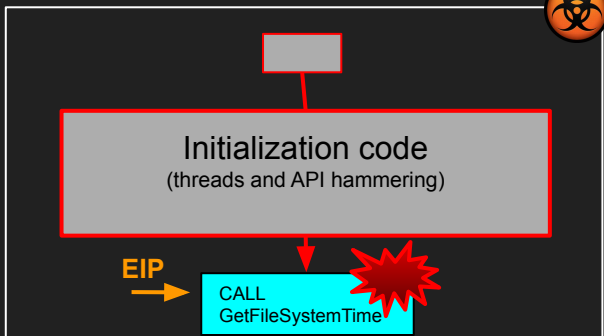 Initialization code
(threads and API hammering)
EIP
CALL
GetFileSystemTime